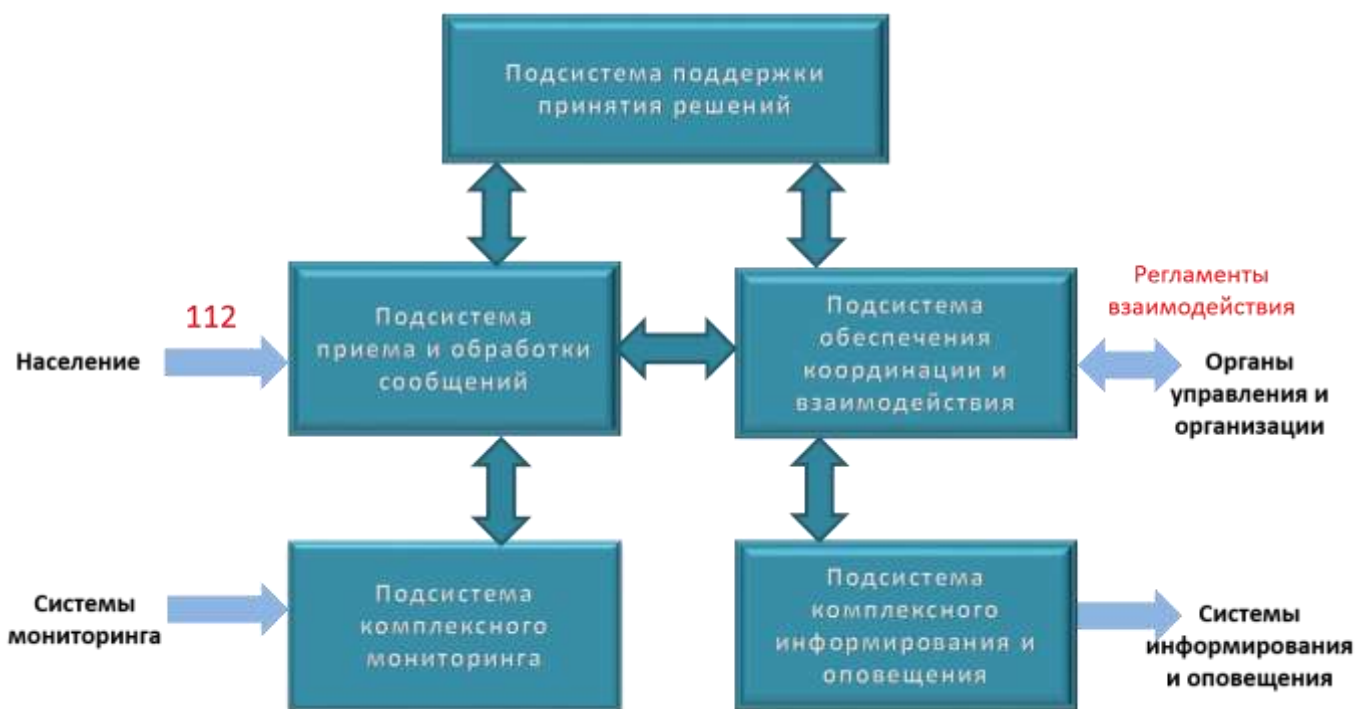 Подсистема поддержки
принятия решений
112
Население
Подсистема
приема и обработки
сообщений
Подсистема
обеспечения
координации и
взаимодействия
Регламенты
взаимодействия
Органы
управления и
организации
Системы
мониторинга
Подсистема
комплексного
мониторинга
Подсистема
комплексного
информирования и
оповещения
Системы
информирования
и оповещения